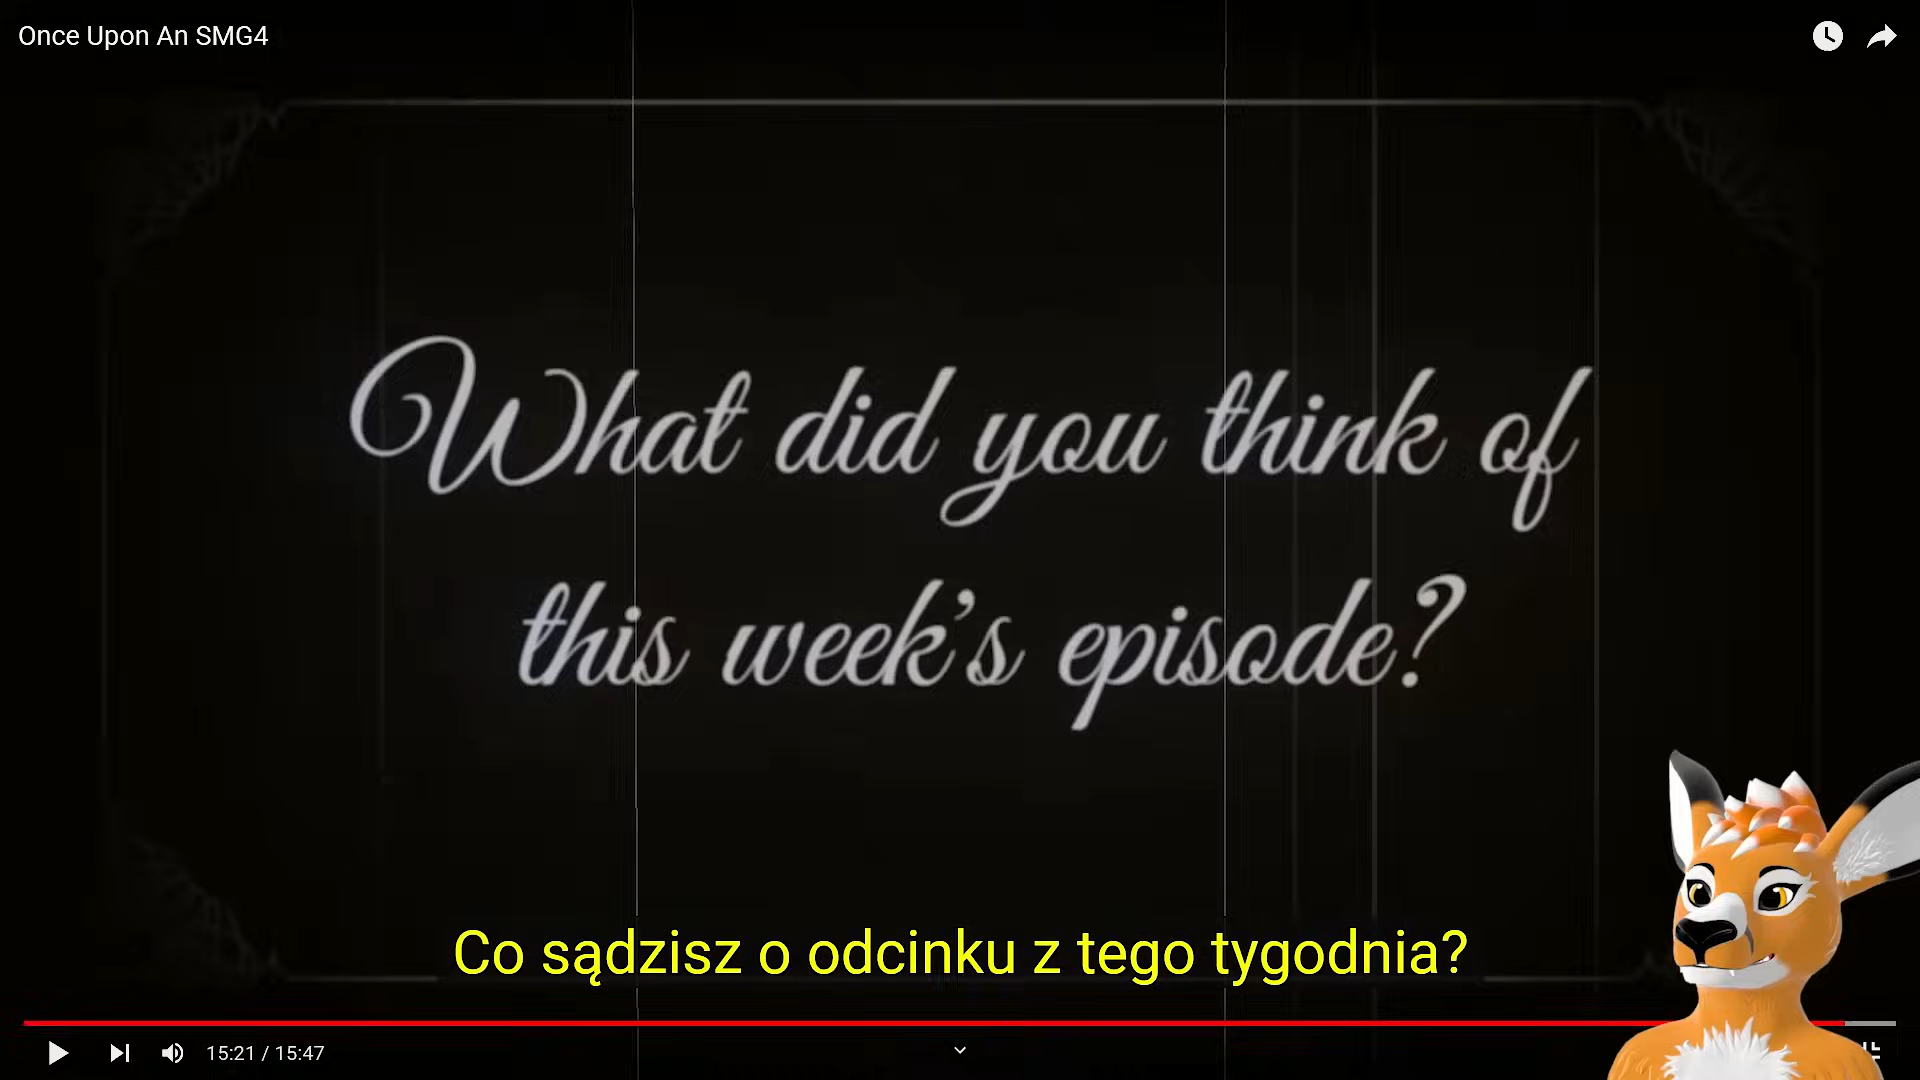 Once Upon An SMG4
What did you think of
this week's episode?
Co sądzisz o odcinku z tego tygodnia?
15:21 / 15:47